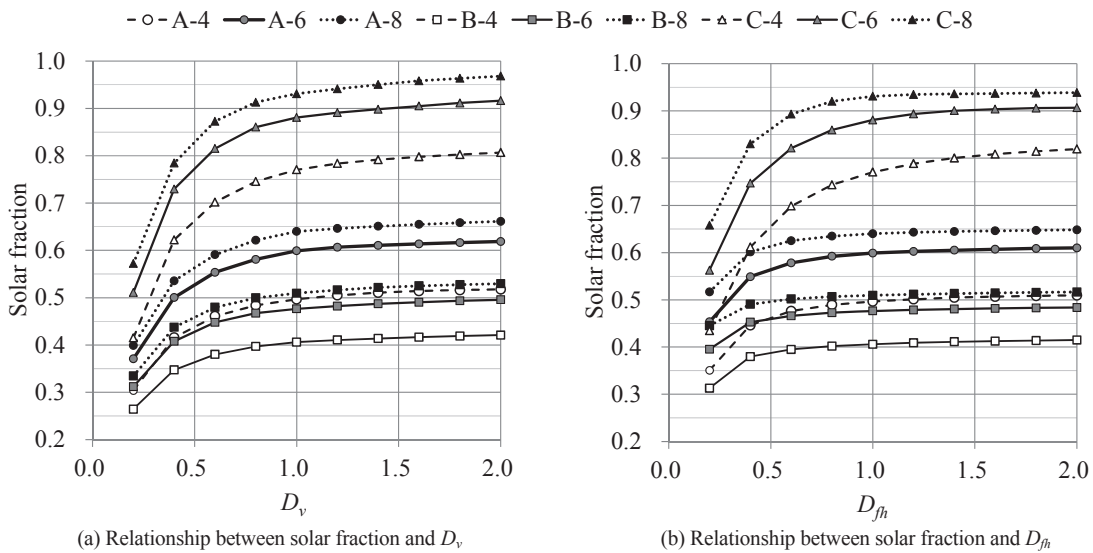 A-4 A-6 A-8 B-4 B-6 B-8 C-4 C-6 C-8
1.0
0.9
0.8
0.7
0.6
0.5
0.4
0.3
0.2
Solar fraction
0.0 0.5 1.0 1.5 2.0
D_v
(a) Relationship between solar fraction and D_v
1.0
0.9
0.8
0.7
0.6
0.5
0.4
0.3
0.2
Solar fraction
0.0 0.5 1.0 1.5 2.0
D_fh
(b) Relationship between solar fraction and D_fh